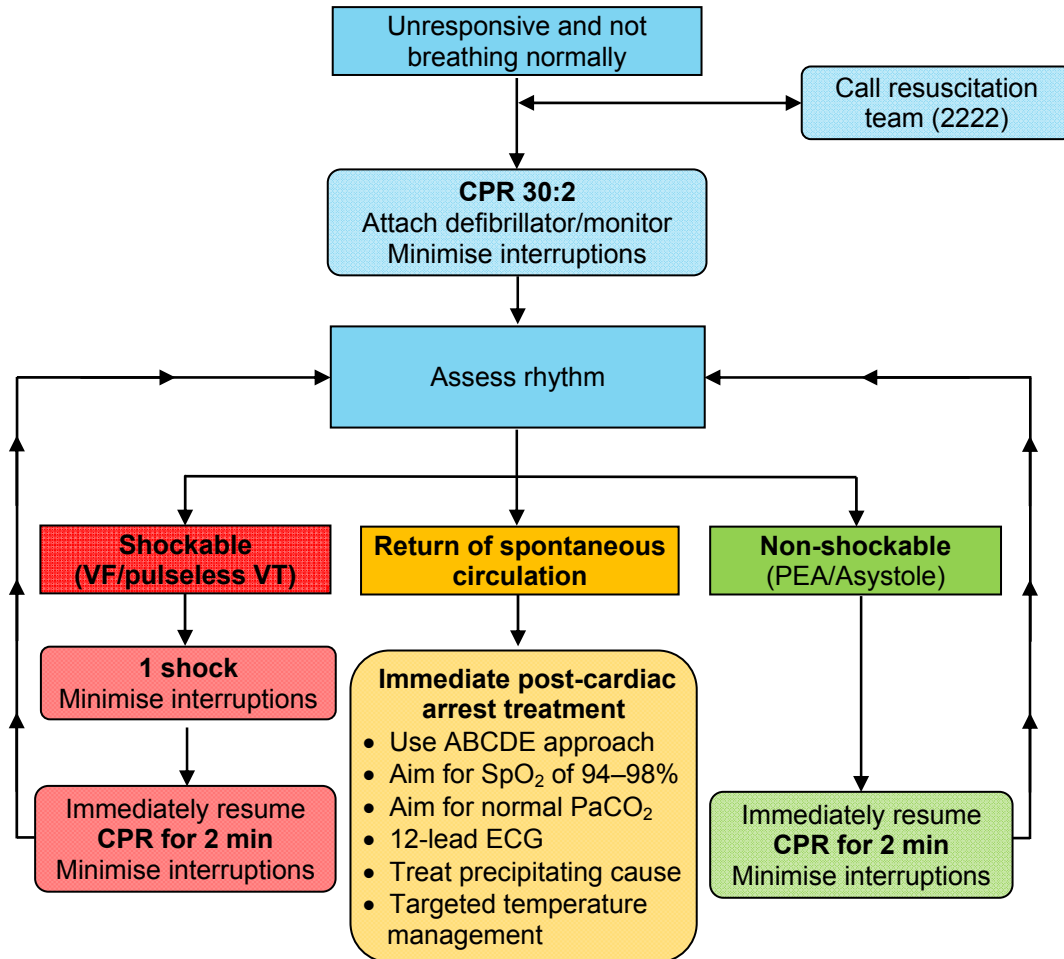 Unresponsive and not
breathing normally
Call resuscitation
team (2222)
CPR 30:2
Attach defibrillator/monitor
Minimise interruptions
Assess rhythm
Shockable
(VF/pulseless VT)
Return of spontaneous
circulation
Non-shockable
(PEA/Asystole)
1 shock
Minimise interruptions
Immediately resume
CPR for 2 min
Minimise interruptions
Immediate post-cardiac
arrest treatment
• Use ABCDE approach
• Aim for SpO₂ of 94–98%
• Aim for normal PaCO₂
• 12-lead ECG
• Treat precipitating cause
• Targeted temperature
management
Immediately resume
CPR for 2 min
Minimise interruptions